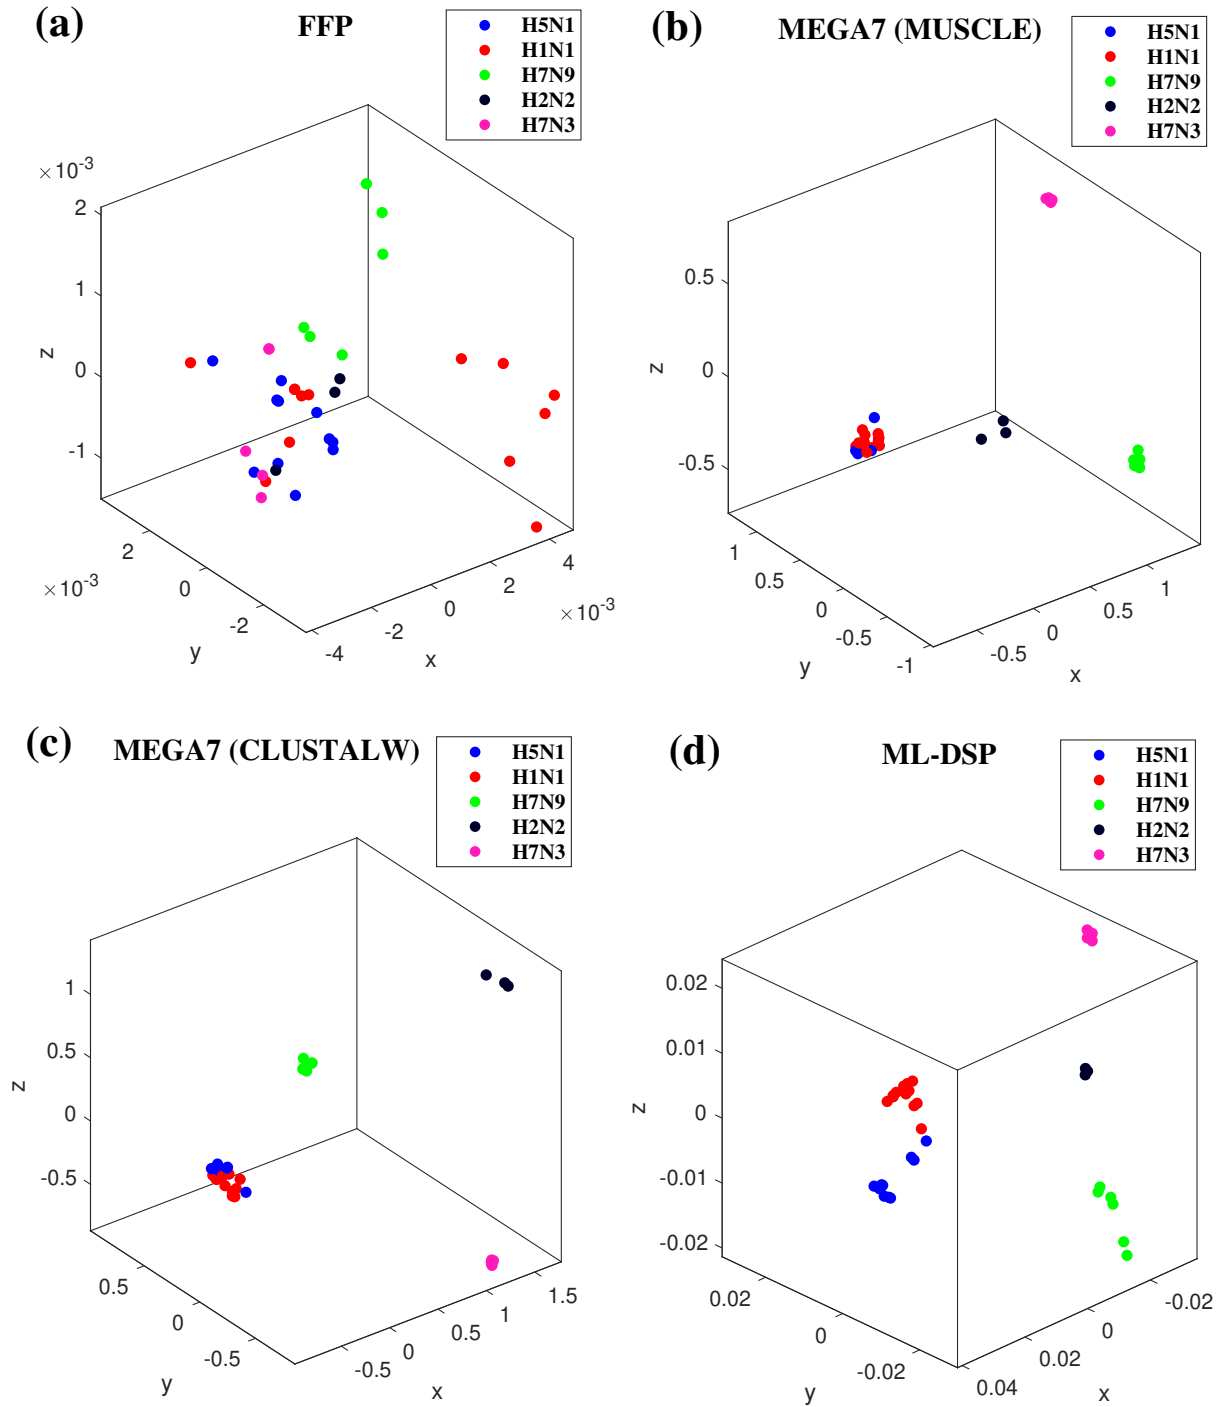 (a)
FFP
H5N1
H1N1
H7N9
H2N2
H7N3
×10-3
2
1
0
-1
z
2
0
-2
×10-3
y
-4
-2
0
2
4
×10-3
x
(b)
MEGA7 (MUSCLE)
H5N1
H1N1
H7N9
H2N2
H7N3
0.5
0
-0.5
z
1
0.5
0
-0.5
-1
y
-0.5
0
0.5
1
x
(c)
MEGA7 (CLUSTALW)
H5N1
H1N1
H7N9
H2N2
H7N3
1
0.5
0
-0.5
z
0.5
0
-0.5
y
-0.5
0
0.5
1
1.5
x
(d)
ML-DSP
H5N1
H1N1
H7N9
H2N2
H7N3
0.02
0.01
0
-0.01
-0.02
z
0.02
0
-0.02
y
0.04
0.02
0
-0.02
x